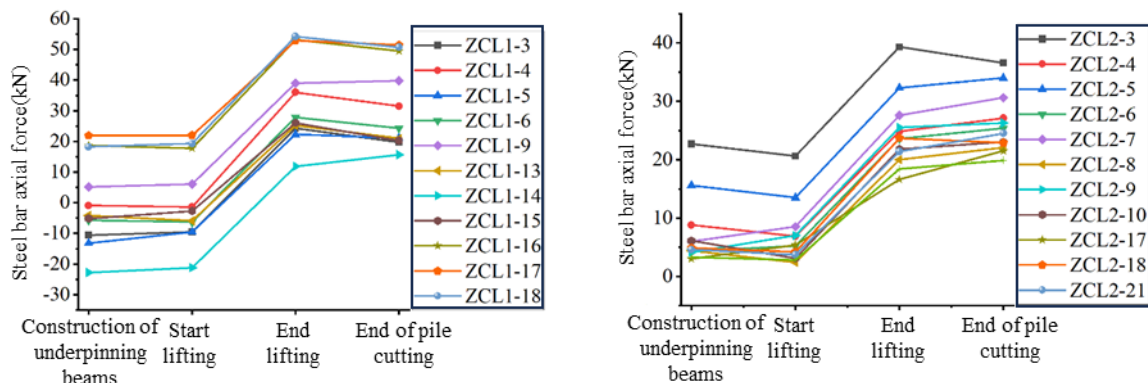 Steel bar axial force(kN)
60
50
40
30
20
10
0
-10
-20
-30
Construction of
underpinning
beams
Start
lifting
End
lifting
End of pile
cutting
ZCL1-3
ZCL1-4
ZCL1-5
ZCL1-6
ZCL1-9
ZCL1-13
ZCL1-14
ZCL1-15
ZCL1-16
ZCL1-17
ZCL1-18
Steel bar axial force(kN)
40
30
20
10
0
Construction of
underpinning
beams
Start
lifting
End
lifting
End of pile
cutting
ZCL2-3
ZCL2-4
ZCL2-5
ZCL2-6
ZCL2-7
ZCL2-8
ZCL2-9
ZCL2-10
ZCL2-17
ZCL2-18
ZCL2-21